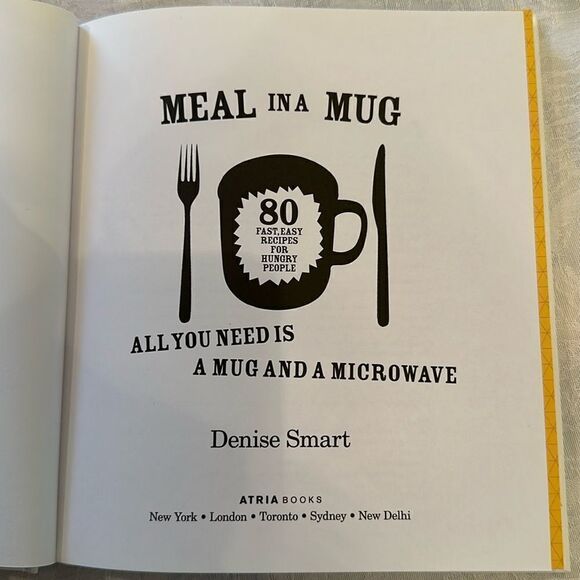 MEAL IN A MUG
80
FAST, EASY
RECIPES
FOR
HUNGRY
PEOPLE
ALL YOU NEED IS
A MUG AND A MICROWAVE
Denise Smart
ATRIA BOOKS
New York • London • Toronto • Sydney • New Delhi